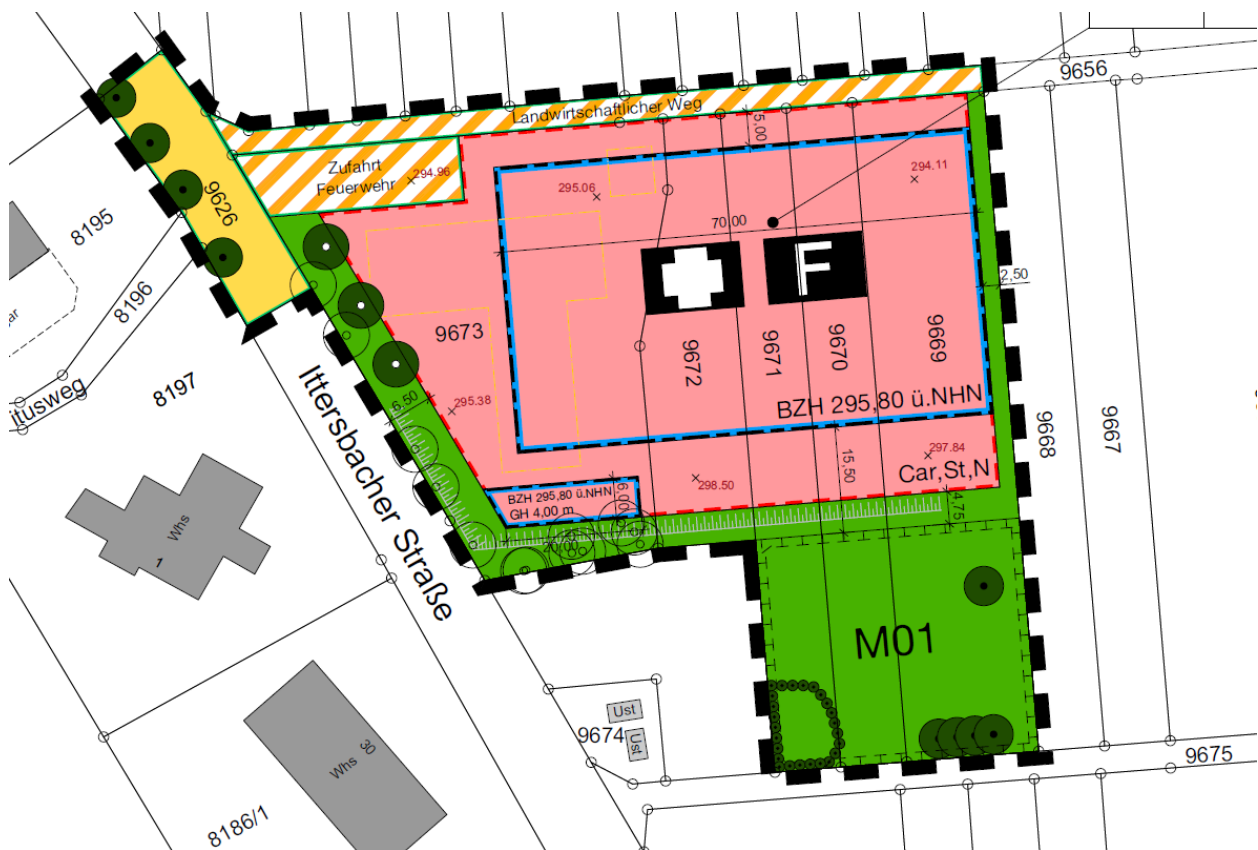 9656
Landwirtschaftlicher Weg
5,00
Zufahrt
Feuerwehr
294.96
295.06
294.11
9626
8195
8196
70,00
F
2,50
9673
9672
9671
9670
9669
BZH 295,80 ü.NHN
9668
9667
8197
itusweg
Ittersbacher Straße
6,50
295.38
297.84
15,50
Car,St,N
298.50
BZH 295,80 ü.NHN
GH 4,00 m
6,00
4,75
20,00
Whs
1
M01
Ust
9674
Ust
Whs 30
9675
8186/1